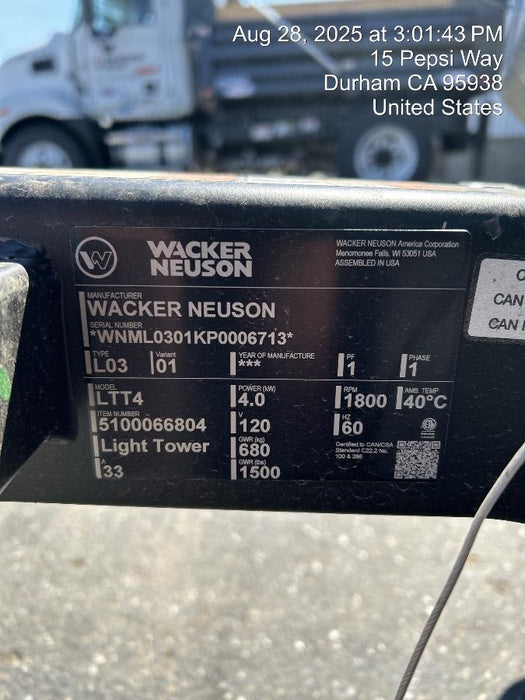 Aug 28, 2025 at 3:01:43 PM
15 Pepsi Way
Durham CA 95938
United States
WACKER
NEUSON
WACKER NEUSON America Corporation
Menomonee Falls, WI 53051 USA
ASSEMBLED IN USA
MANUFACTURER
WACKER NEUSON
SERIAL NUMBER
*WNML0301KP0006713*
TYPE Variant YEAR OF MANUFACTURE PF PHASE
L03 01 *** 1 1
MODEL POWER (kW) RPM AMB. TEMP
LTT4 4.0 1800 40°C
ITEM NUMBER V HZ
5100066804 120 60
Light Tower
GWR (kg)
680
Certified to CAN/CSA
Standard C22.2 No.
100 &
A GWR (lbs)
33 1500
CAN
CAN